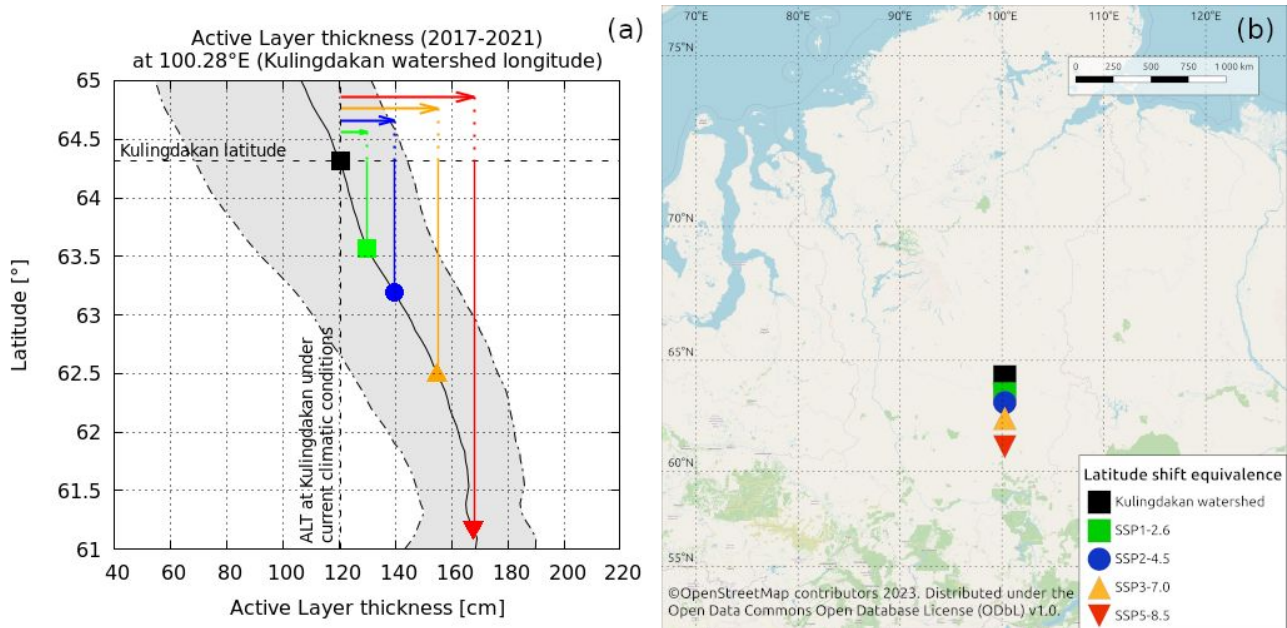 Active Layer thickness (2017-2021)
at 100.28°E (Kulingdakan watershed longitude)
(a)
65
64.5
64
63.5
63
62.5
62
61.5
61
Latitude [°]
Kulingdakan latitude
ALT at Kulingdakan under
current climatic conditions
40 60 80 100 120 140 160 180 200 220
Active Layer thickness [cm]
70°E 80°E 90°E 100°E 110°E 120°E
(b)
75°N
0 250 500 750 1 000 km
70°N
65°N
60°N
55°N
Latitude shift equivalence
Kulingdakan watershed
SSP1-2.6
SSP2-4.5
SSP3-7.0
SSP5-8.5
©OpenStreetMap contributors 2023. Distributed under the
Open Data Commons Open Database License (ODbL) v1.0.